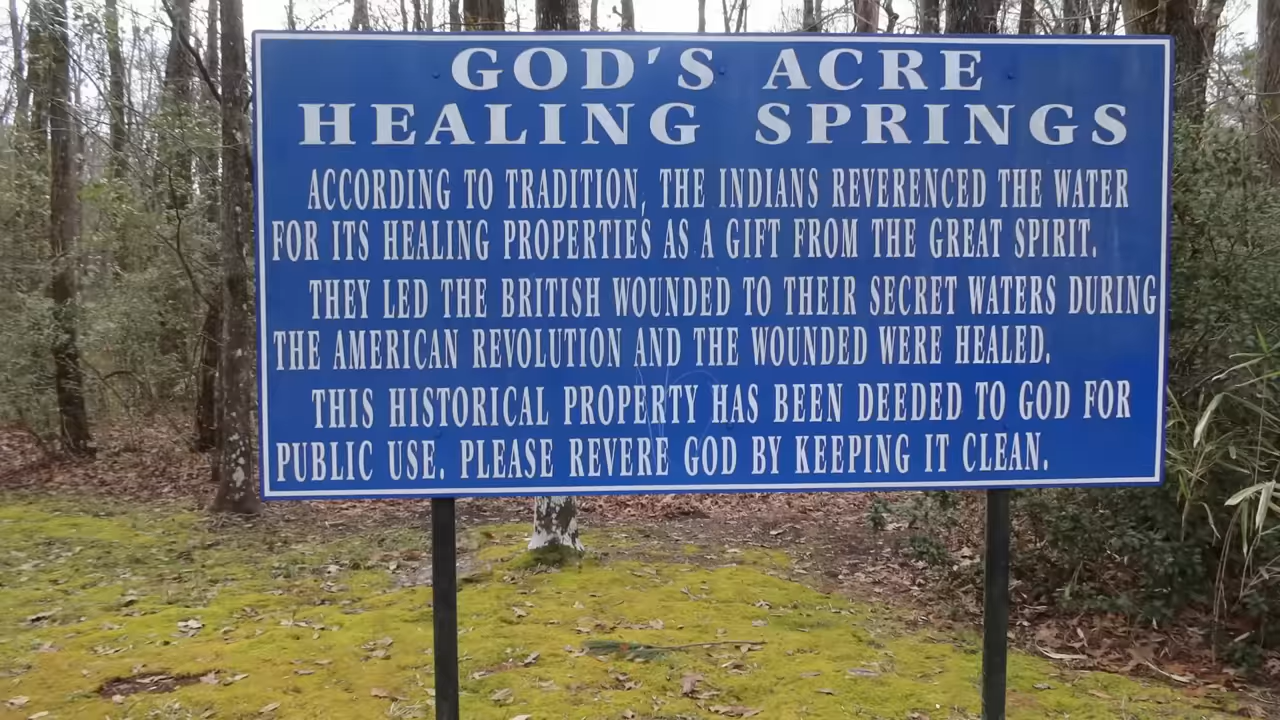 GOD'S ACRE
HEALING SPRINGS
ACCORDING TO TRADITION, THE INDIANS REVERENCED THE WATER
FOR ITS HEALING PROPERTIES AS A GIFT FROM THE GREAT SPIRIT.
THEY LED THE BRITISH WOUNDED TO THEIR SECRET WATERS DURING
THE AMERICAN REVOLUTION AND THE WOUNDED WERE HEALED.
THIS HISTORICAL PROPERTY HAS BEEN DEEDED TO GOD FOR
PUBLIC USE. PLEASE REVERE GOD BY KEEPING IT CLEAN.